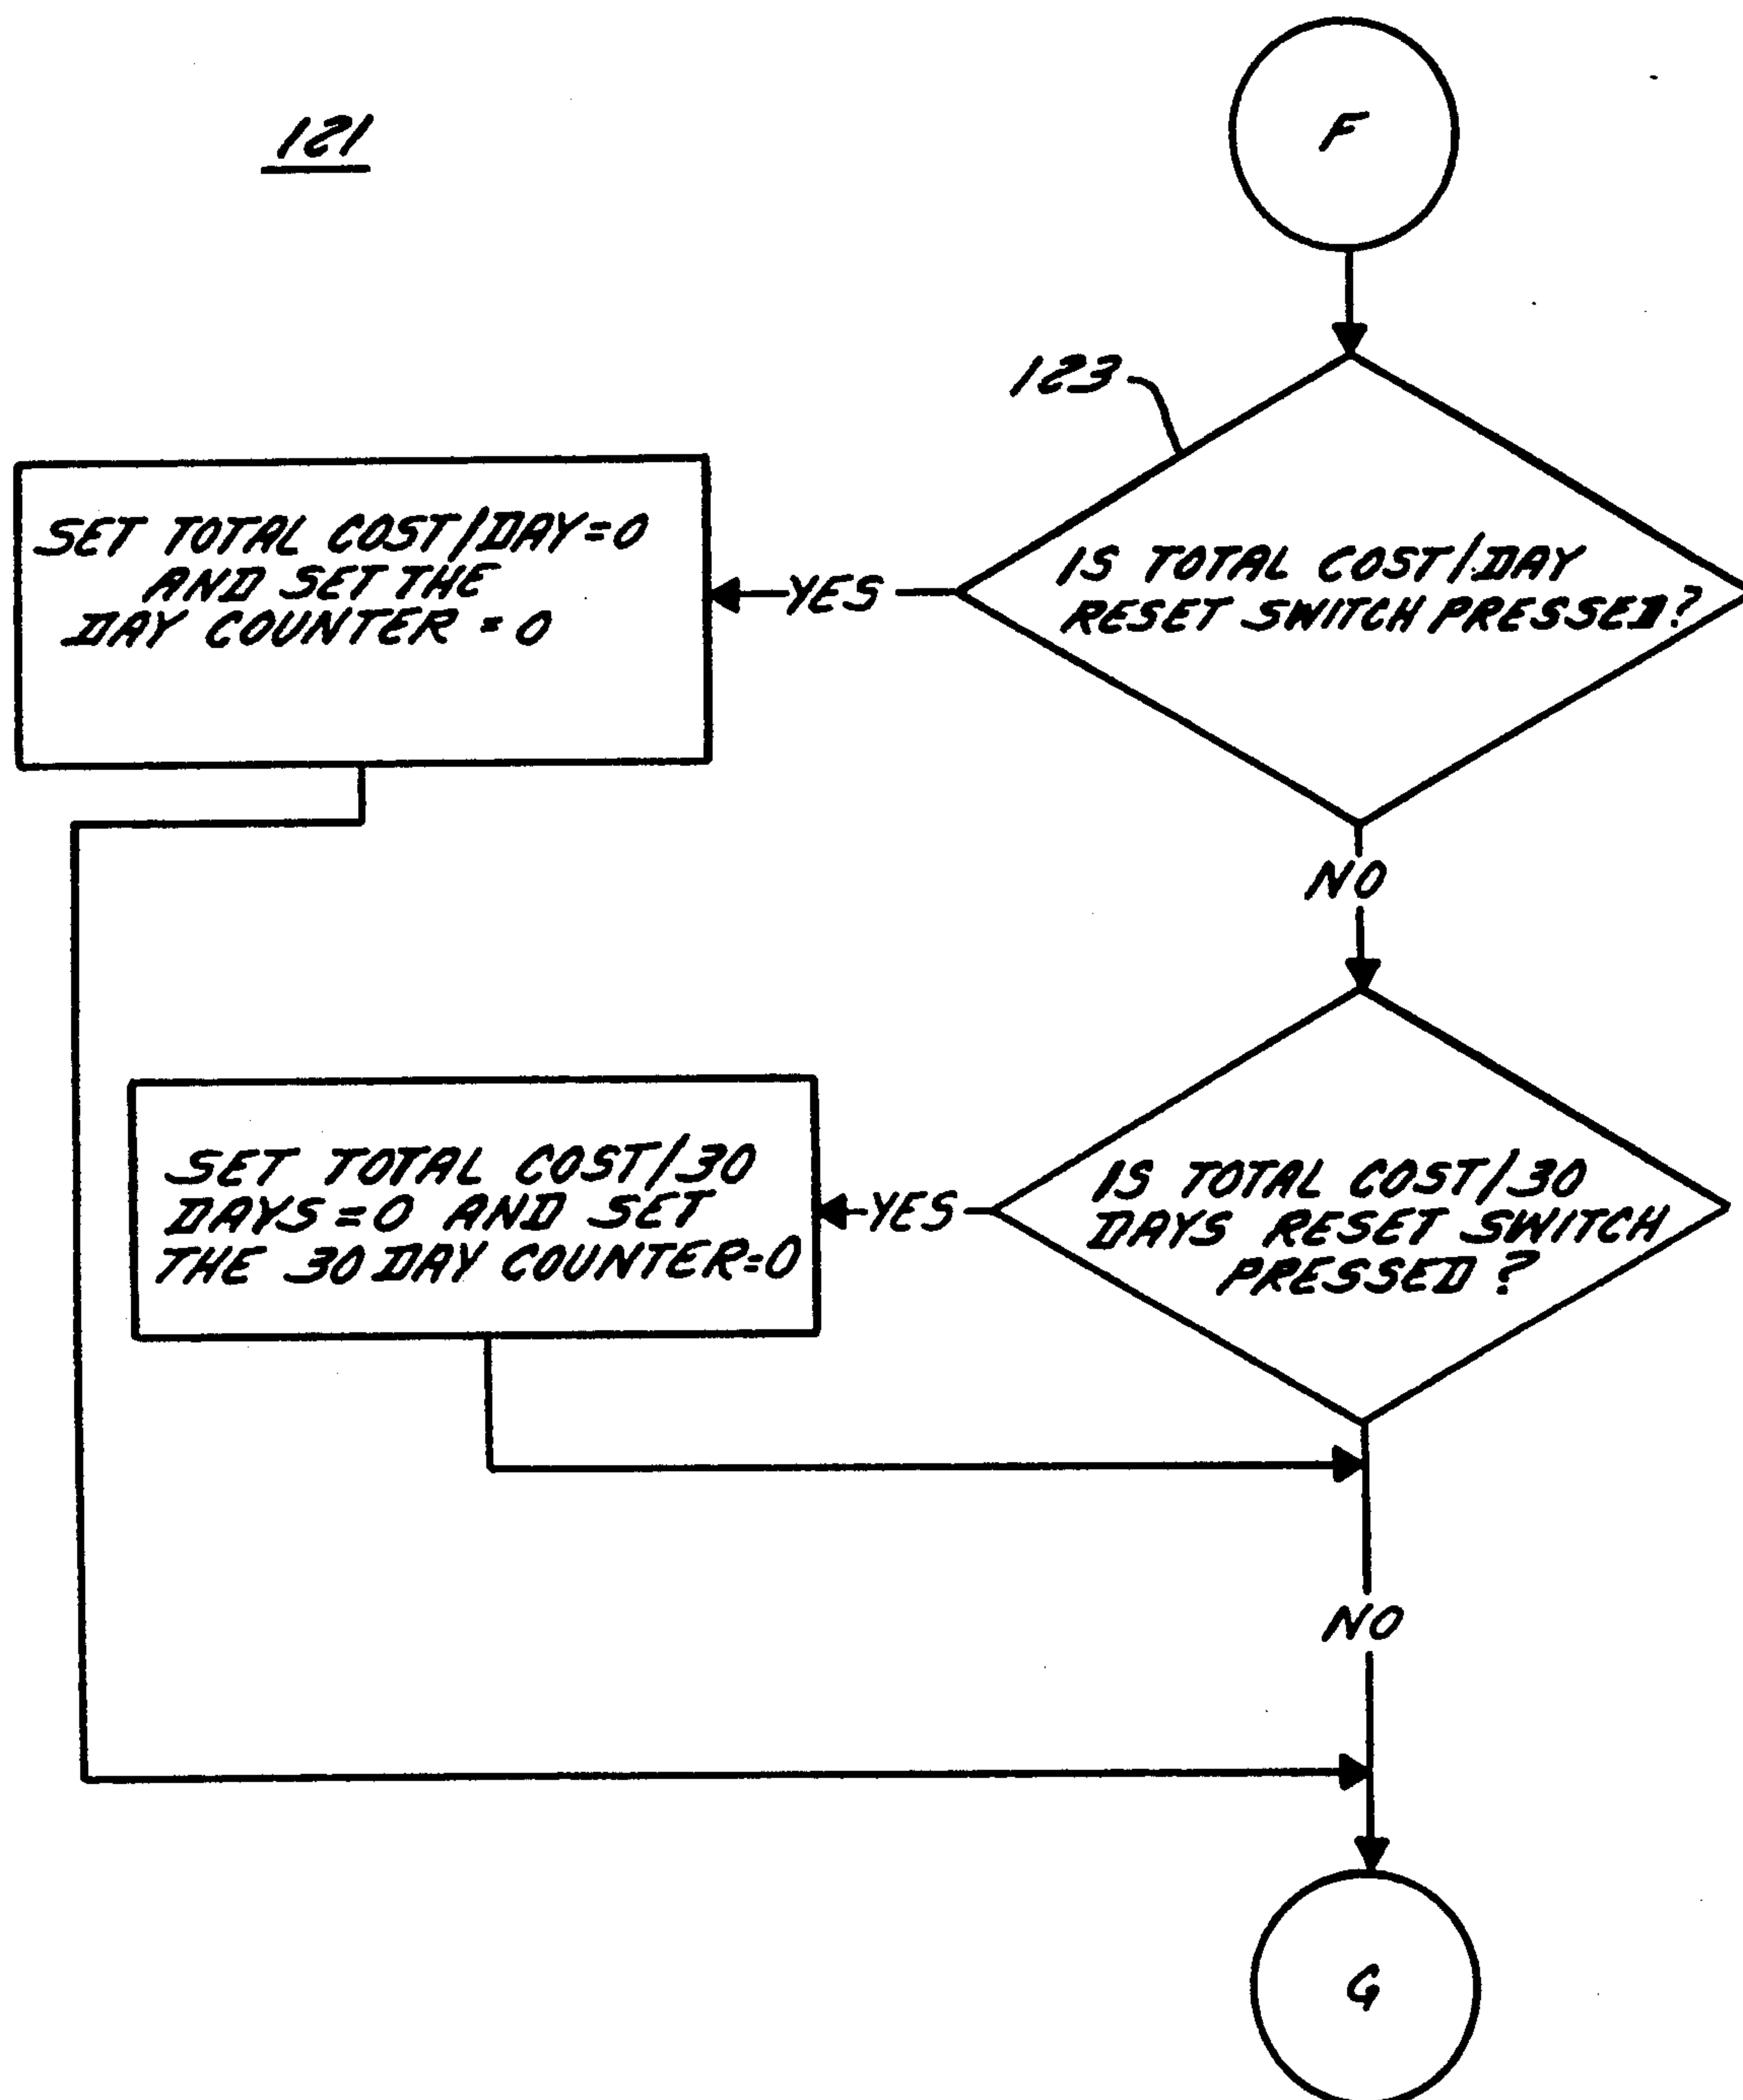 121
F
123
IS TOTAL COST/DAY
RESET SWITCH PRESSED?
YES
SET TOTAL COST/DAY=0
AND SET THE
DAY COUNTER = 0
NO
IS TOTAL COST/30
DAYS RESET SWITCH
PRESSED?
YES
SET TOTAL COST/30
DAYS=0 AND SET
THE 30 DAY COUNTER=0
NO
G